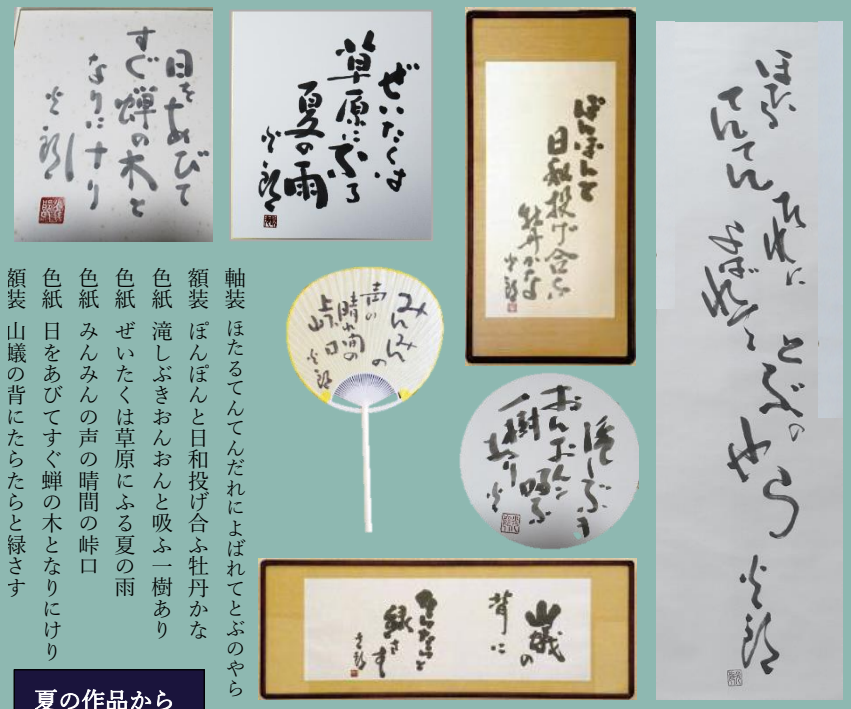 ほたる
てんてん
だれに
よばれて
とぶの
やら
ぽんぽんと
日和投げ合ふ
牡丹かな
ぜいたくは
草原にふる
夏の雨
日をあびて
すぐ蝉の木と
なりにけり
みんみんの
声の
晴れ間の
峠口
滝しぶき
おんおんと吸ふ
一樹あり
山蟻の
背に
たらたらと
緑さす
軸装 ほたるてんてんだれによばれてとぶのやら
額装 ぽんぽんと日和投げ合ふ牡丹かな
色紙 滝しぶきおんおんと吸ふ一樹あり
色紙 ぜいたくは草原にふる夏の雨
色紙 みんみんの声の晴間の峠口
色紙 日をあびてすぐ蝉の木となりにけり
額装 山蟻の背にたらたらと緑さす
夏の作品から